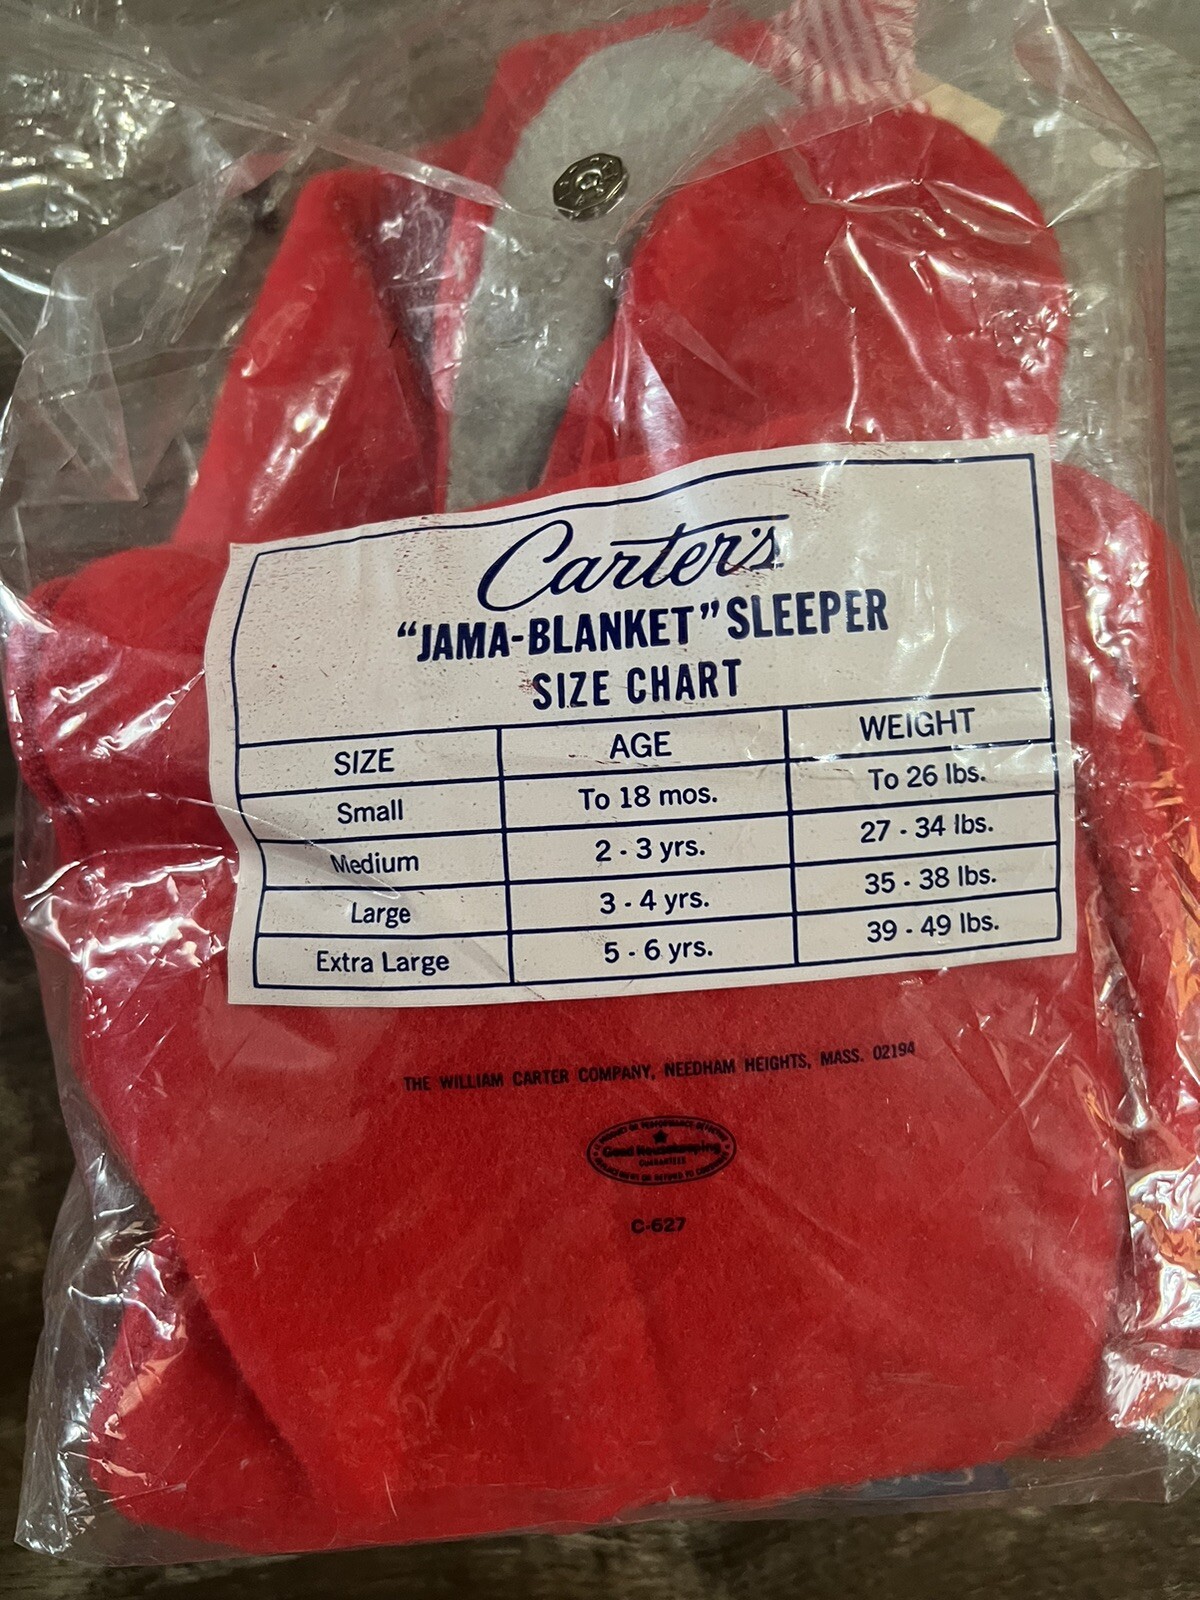 Carter's
"JAMA-BLANKET" SLEEPER
SIZE CHART
SIZE AGE WEIGHT
Small To 18 mos. To 26 lbs.
Medium 2 - 3 yrs. 27 - 34 lbs.
Large 3 - 4 yrs. 35 - 38 lbs.
Extra Large 5 - 6 yrs. 39 - 49 lbs.
THE WILLIAM CARTER COMPANY, NEEDHAM HEIGHTS, MASS. 02194
Good Housekeeping
GUARANTEES
C-627